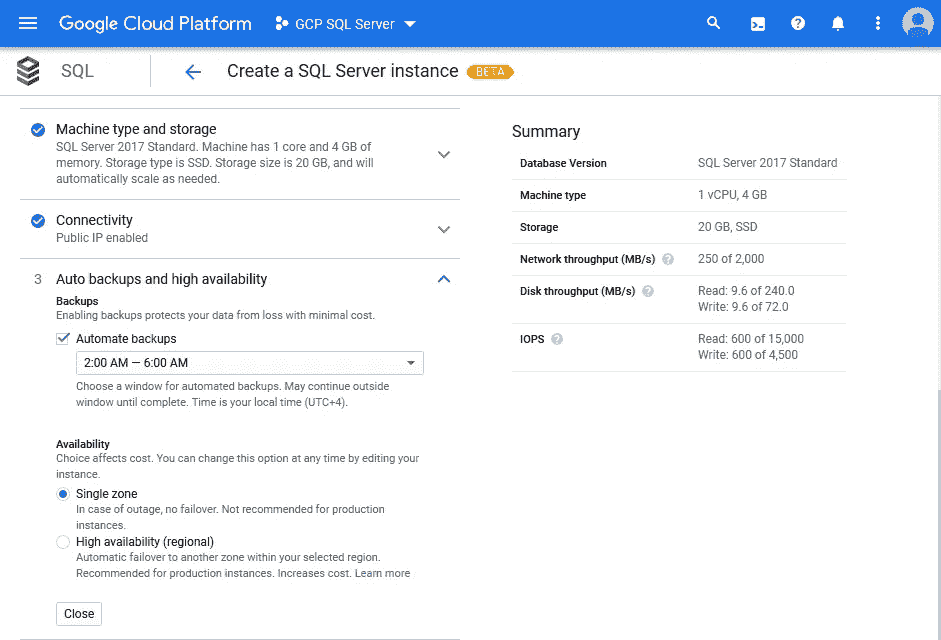 Google Cloud Platform
GCP SQL Server
SQL
Create a SQL Server instance
BETA
Machine type and storage
SQL Server 2017 Standard. Machine has 1 core and 4 GB of
memory. Storage type is SSD. Storage size is 20 GB, and will
automatically scale as needed.
Connectivity
Public IP enabled
3 Auto backups and high availability
Backups
Enabling backups protects your data from loss with minimal cost.
Automate backups
2:00 AM — 6:00 AM
Choose a window for automated backups. May continue outside
window until complete. Time is your local time (UTC+4).
Availability
Choice affects cost. You can change this option at any time by editing your
instance.
Single zone
In case of outage, no failover. Not recommended for production
instances.
High availability (regional)
Automatic failover to another zone within your selected region.
Recommended for production instances. Increases cost. Learn more
Close
Summary
Database Version SQL Server 2017 Standard
Machine type 1 vCPU, 4 GB
Storage 20 GB, SSD
Network throughput (MB/s) ? 250 of 2,000
Disk throughput (MB/s) ? Read: 9.6 of 240.0
Write: 9.6 of 72.0
IOPS ? Read: 600 of 15,000
Write: 600 of 4,500